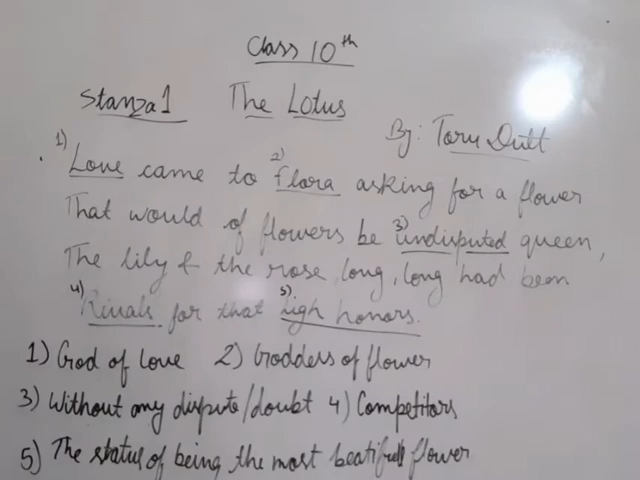 Class 10th
Stanza 1 The Lotus
By: Toru Dutt
1) Love came to 2) flora asking for a flower
That would of flowers be 3) undisputed queen,
The lily & the rose long, long had been
4) Rivals for that 5) high honors.
1) God of love 2) Goddess of flower
3) Without any dispute/doubt 4) Competitors
5) The status of being the most beatifull flower